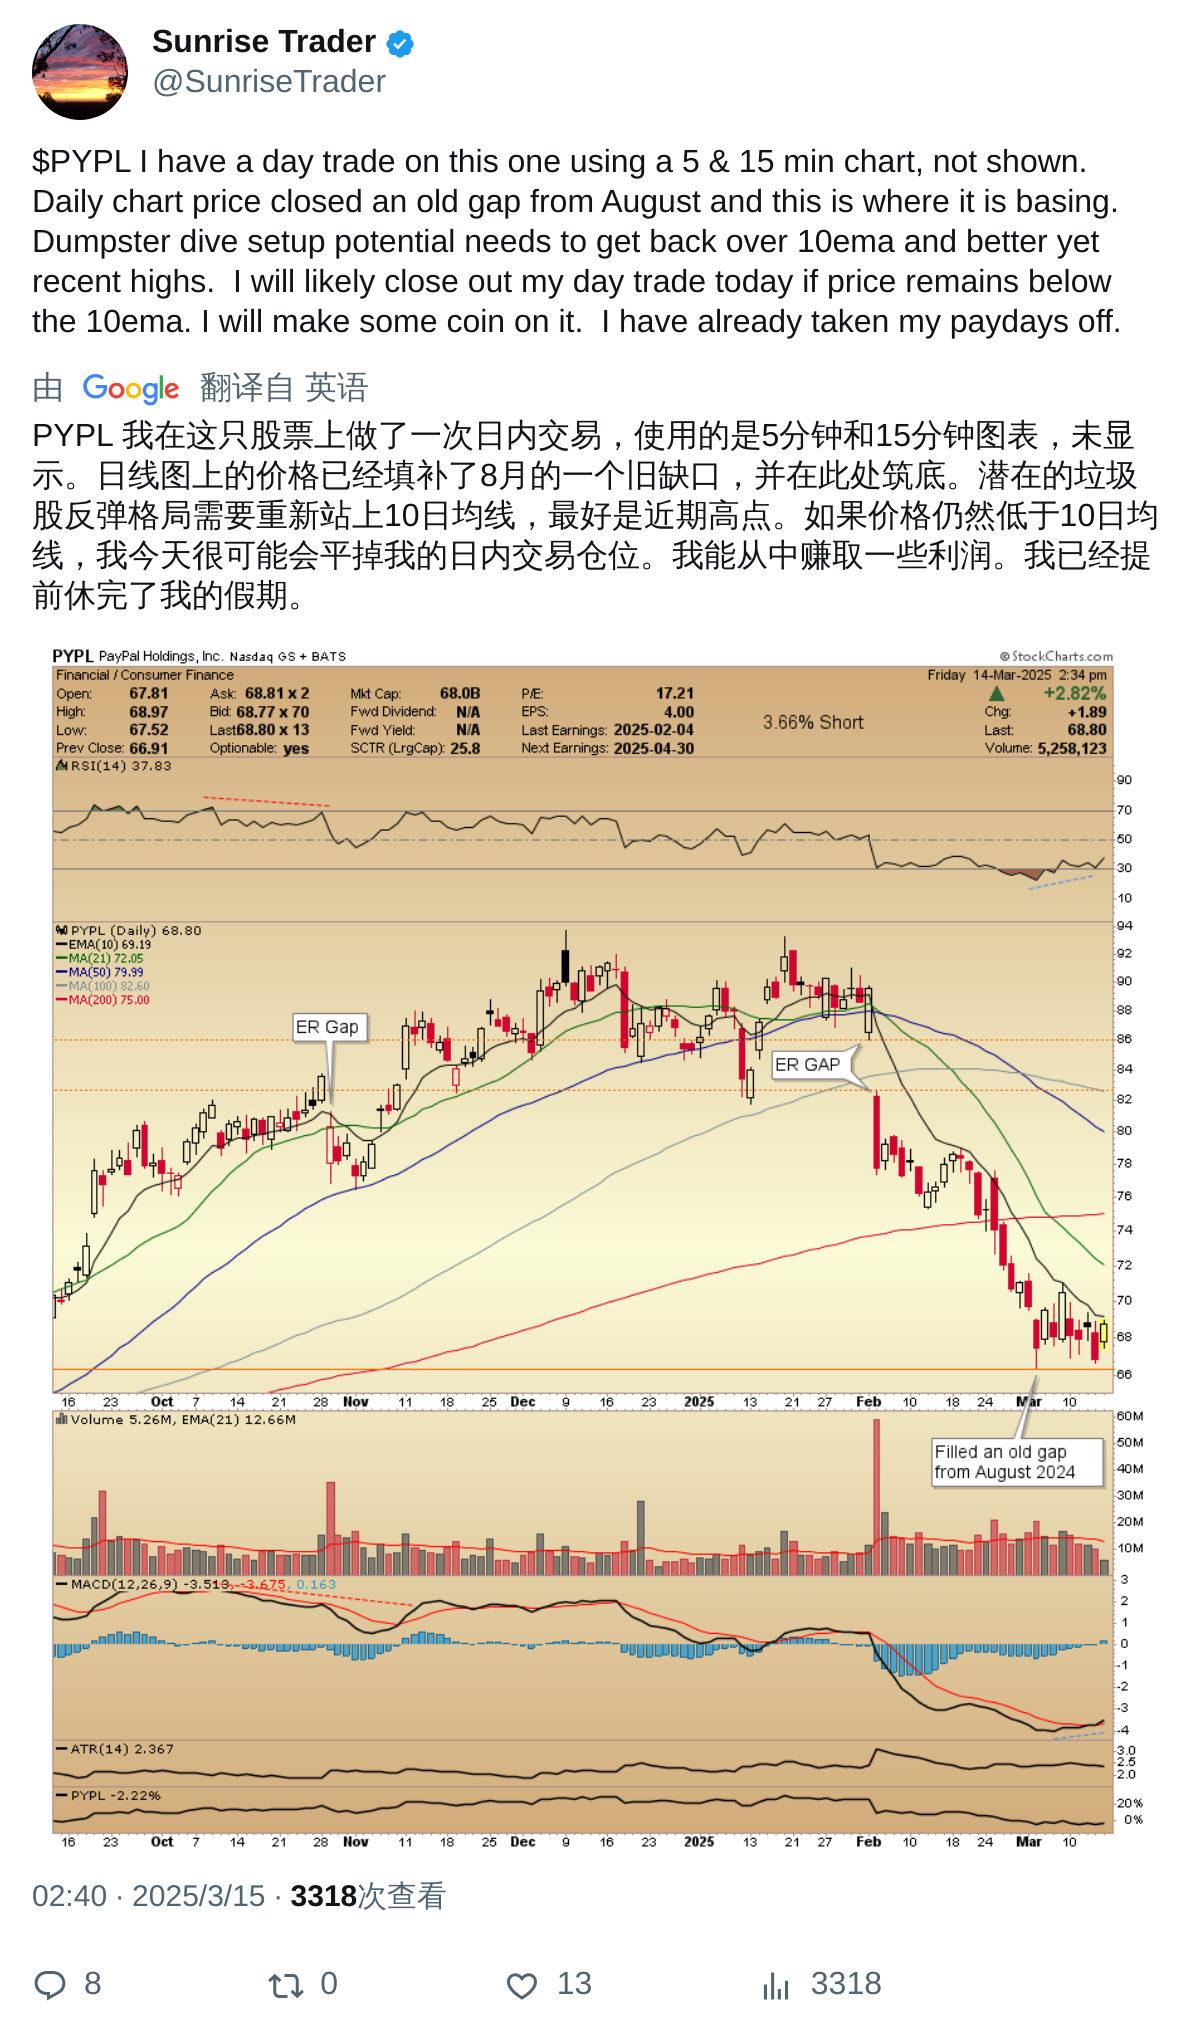 Sunrise Trader
@SunriseTrader
$PYPL I have a day trade on this one using a 5 & 15 min chart, not shown.
Daily chart price closed an old gap from August and this is where it is basing.
Dumpster dive setup potential needs to get back over 10ema and better yet
recent highs.  I will likely close out my day trade today if price remains below
the 10ema. I will make some coin on it.  I have already taken my paydays off.
由 Google 翻译自 英语
PYPL 我在这只股票上做了一次日内交易，使用的是5分钟和15分钟图表，未显
示。日线图上的价格已经填补了8月的一个旧缺口，并在此处筑底。潜在的垃圾
股反弹格局需要重新站上10日均线，最好是近期高点。如果价格仍然低于10日均
线，我今天很可能会平掉我的日内交易仓位。我能从中赚取一些利润。我已经提
前休完了我的假期。
PYPL PayPal Holdings, Inc. Nasdaq GS + BATS © StockCharts.com
Financial / Consumer Finance Friday 14-Mar-2025 2:34 pm
Open: 67.81 Ask: 68.81 x 2 Mkt Cap: 68.0B P/E: 17.21 +2.82%
High: 68.97 Bid: 68.77 x 70 Fwd Dividend: N/A EPS: 4.00 3.66% Short Chg: +1.89
Low: 67.52 Last68.80 x 13 Fwd Yield: N/A Last Earnings: 2025-02-04 Last: 68.80
Prev Close: 66.91 Optionable: yes SCTR (LrgCap): 25.8 Next Earnings: 2025-04-30 Volume: 5,258,123
RSI(14) 37.83
90
70
50
30
10
PYPL (Daily) 68.80
EMA(10) 69.19
MA(21) 72.05
MA(50) 79.99
MA(100) 82.60
MA(200) 75.00
ER Gap
ER GAP
94
92
90
88
86
84
82
80
78
76
74
72
70
68
66
16 23 Oct 7 14 21 28 Nov 11 18 25 Dec 9 16 23 2025 13 21 27 Feb 10 18 24 Mar 10
Volume 5.26M, EMA(21) 12.66M
Filled an old gap
from August 2024
60M
50M
40M
30M
20M
10M
MACD(12,26,9) -3.513, -3.675, 0.163
3
2
1
0
-1
-2
-3
-4
ATR(14) 2.367
3.0
2.5
2.0
PYPL -2.22%
20%
0%
16 23 Oct 7 14 21 28 Nov 11 18 25 Dec 9 16 23 2025 13 21 27 Feb 10 18 24 Mar 10
02:40 · 2025/3/15 · 3318次查看
8 0 13 3318